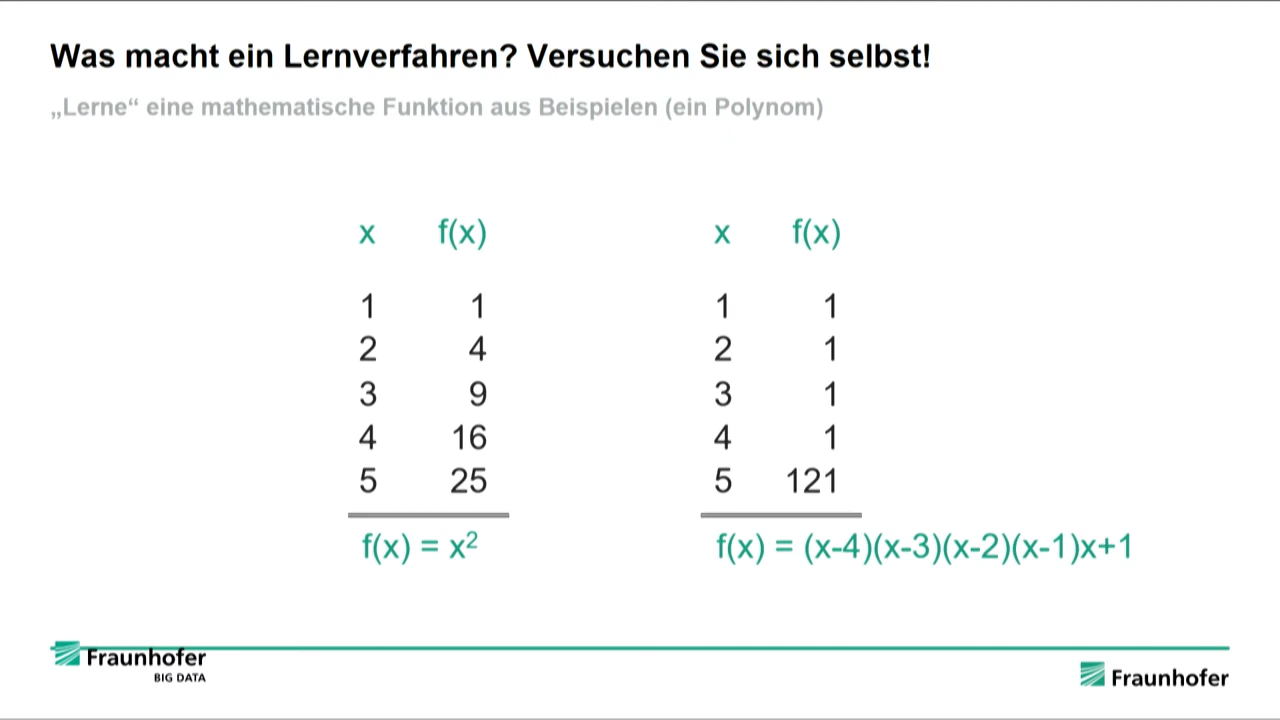 Was macht ein Lernverfahren? Versuchen Sie sich selbst!
„Lerne“ eine mathematische Funktion aus Beispielen (ein Polynom)
x f(x)
1 1
2 4
3 9
4 16
5 25
f(x) = x²
x f(x)
1 1
2 1
3 1
4 1
5 121
f(x) = (x-4)(x-3)(x-2)(x-1)x+1
Fraunhofer
BIG DATA
Fraunhofer